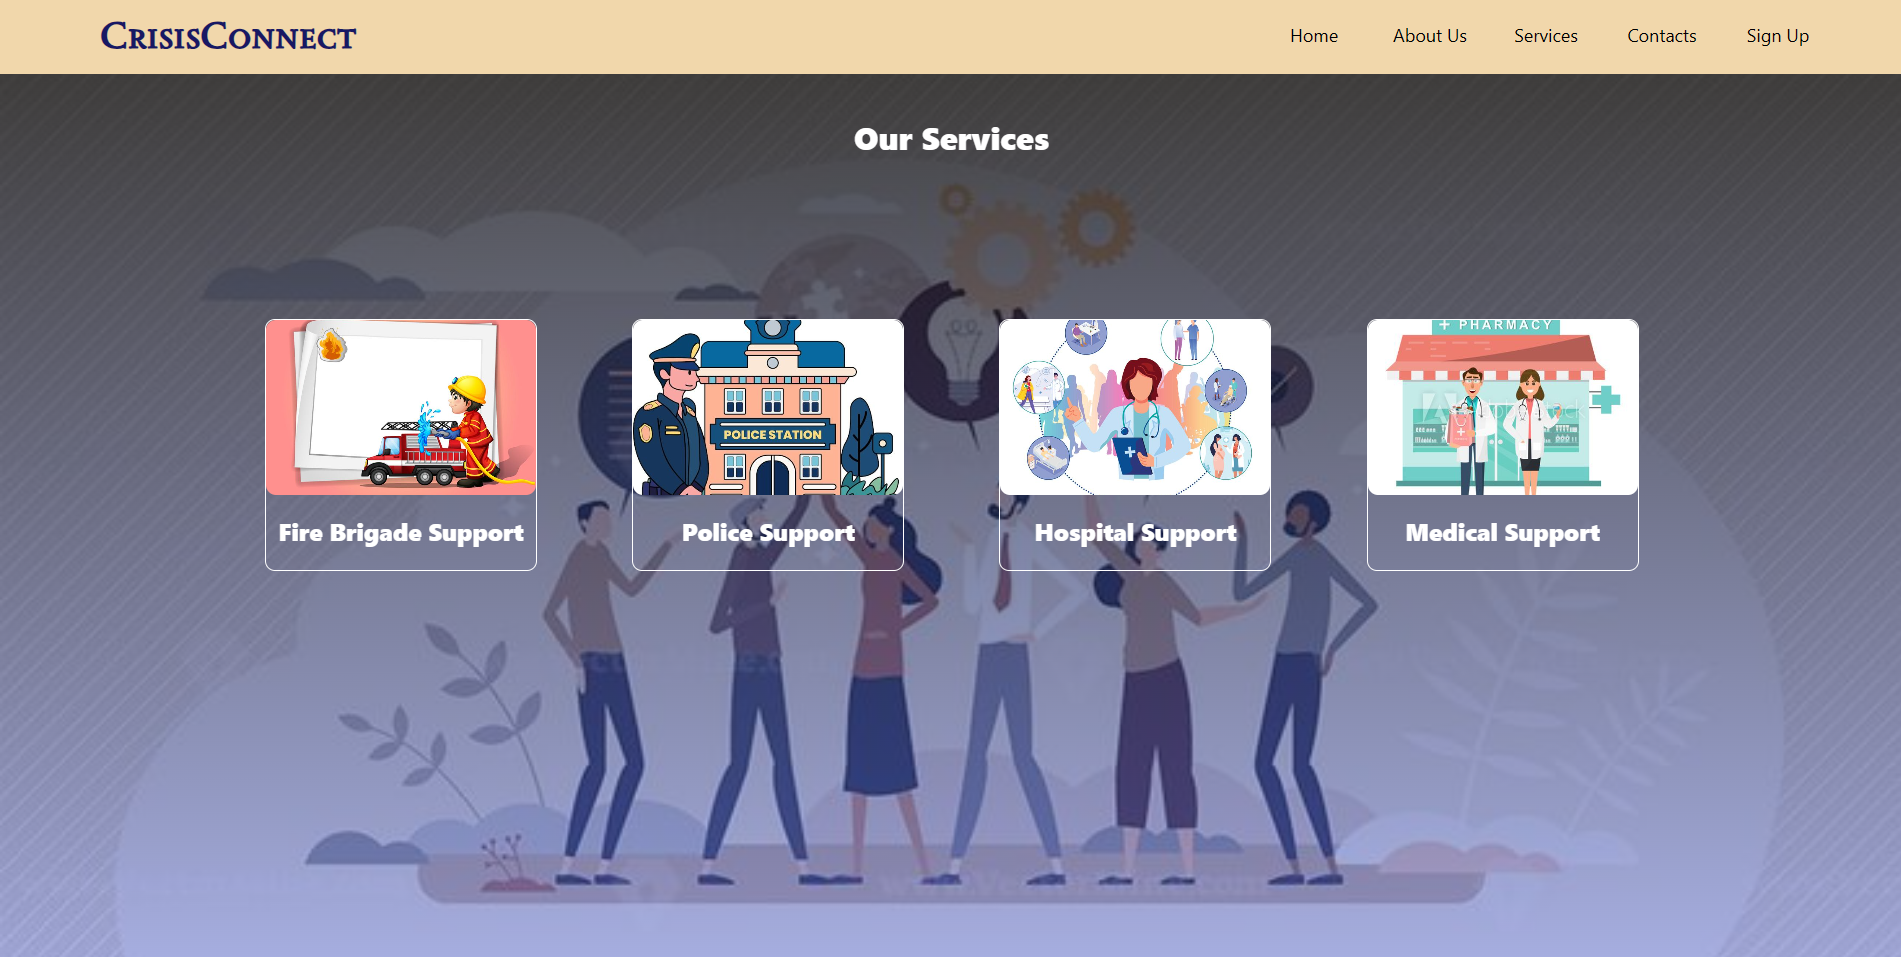 CrisisConnect
Home About Us Services Contacts Sign Up
Our Services
POLICE STATION
+ PHARMACY
Fire Brigade Support
Police Support
Hospital Support
Medical Support